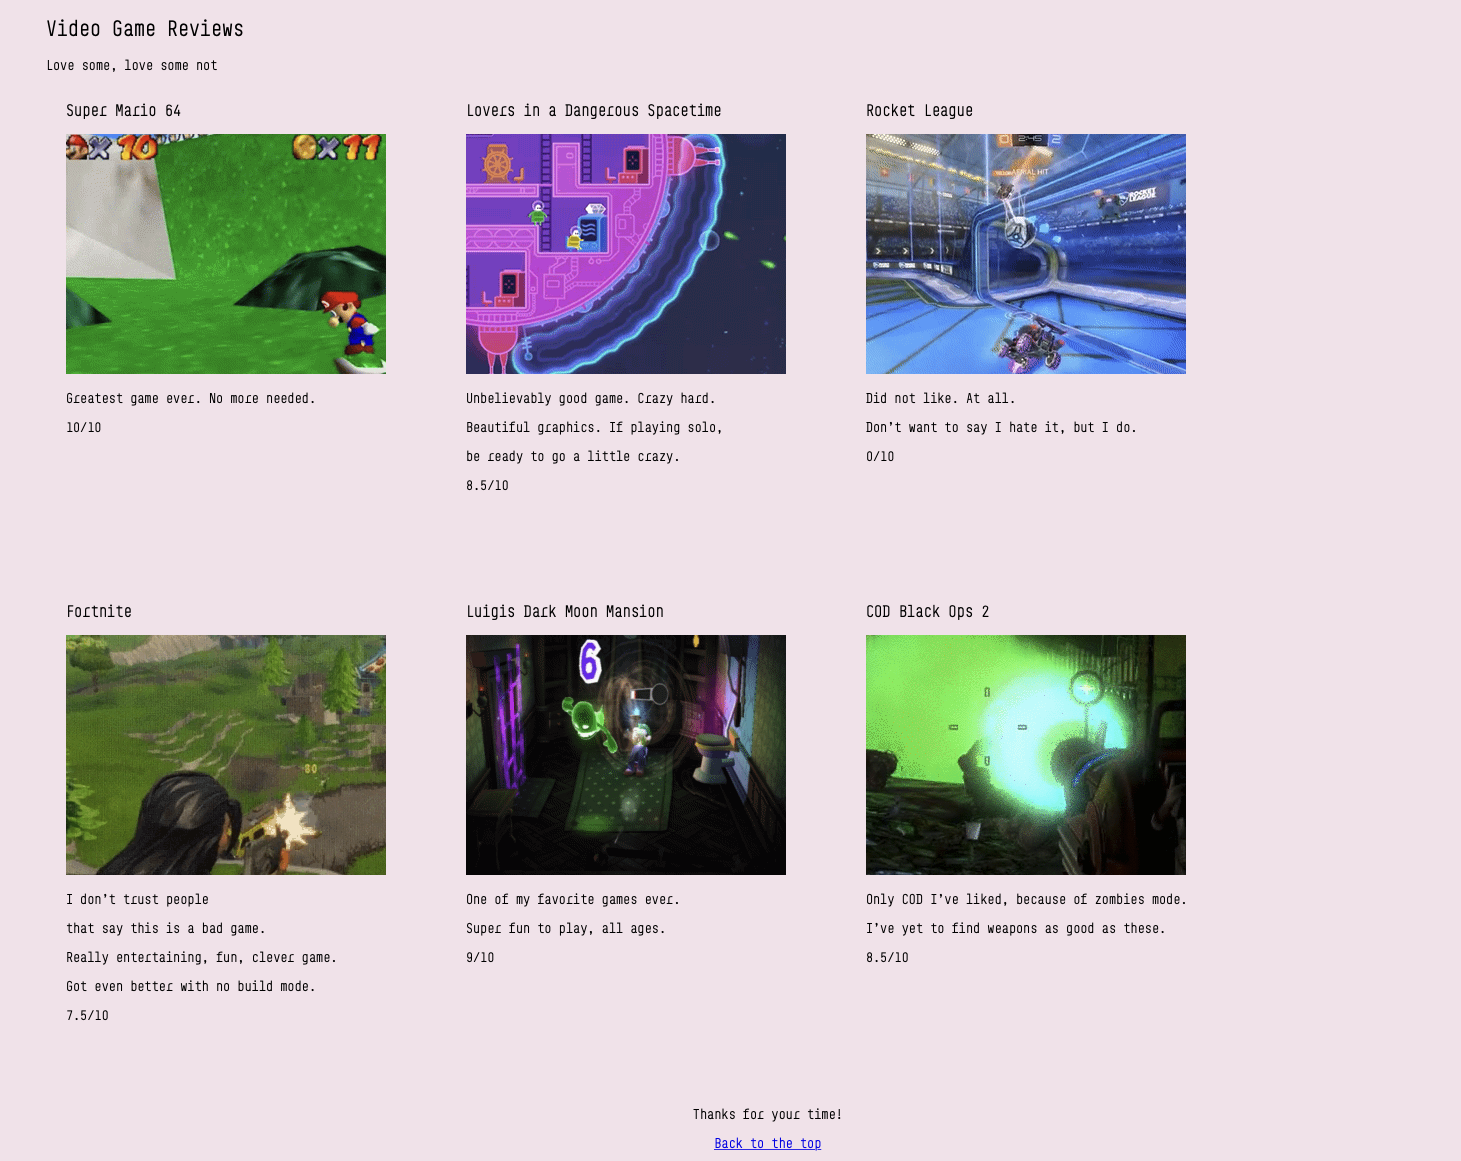 Video Game Reviews
Love some, love some not
Super Mario 64
x 10
x 11
Greatest game ever. No more needed.
10/10
Lovers in a Dangerous Spacetime
Unbelievably good game. Crazy hard.
Beautiful graphics. If playing solo,
be ready to go a little crazy.
8.5/10
Rocket League
0 2:45 2
AERIAL HIT
ROCKET
LEAGUE
Did not like. At all.
Don't want to say I hate it, but I do.
0/10
Fortnite
80
I don't trust people
that say this is a bad game.
Really entertaining, fun, clever game.
Got even better with no build mode.
7.5/10
Luigis Dark Moon Mansion
6
One of my favorite games ever.
Super fun to play, all ages.
9/10
COD Black Ops 2
Only COD I've liked, because of zombies mode.
I've yet to find weapons as good as these.
8.5/10
Thanks for your time!
Back to the top